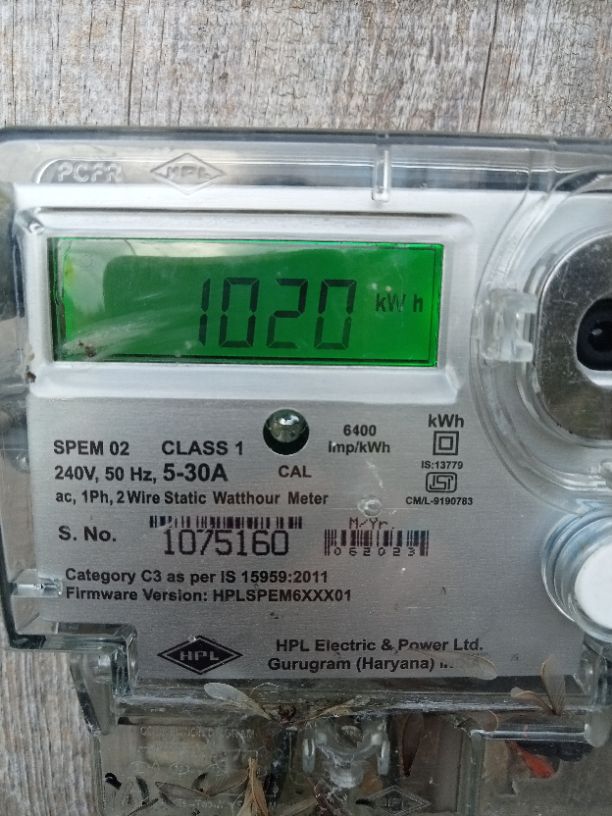 PCFR HPL
1020 kWh
SPEM 02 CLASS 1
240V, 50 Hz, 5-30A
ac, 1Ph, 2 Wire Static Watthour Meter
CAL
6400
Imp/kWh
kWh
IS:13779
ISI
CM/L-9190783
S. No. 1075160
M/Yr.
062023
Category C3 as per IS 15959:2011
Firmware Version: HPLSPEM6XXX01
HPL
HPL Electric & Power Ltd.
Gurugram (Haryana)